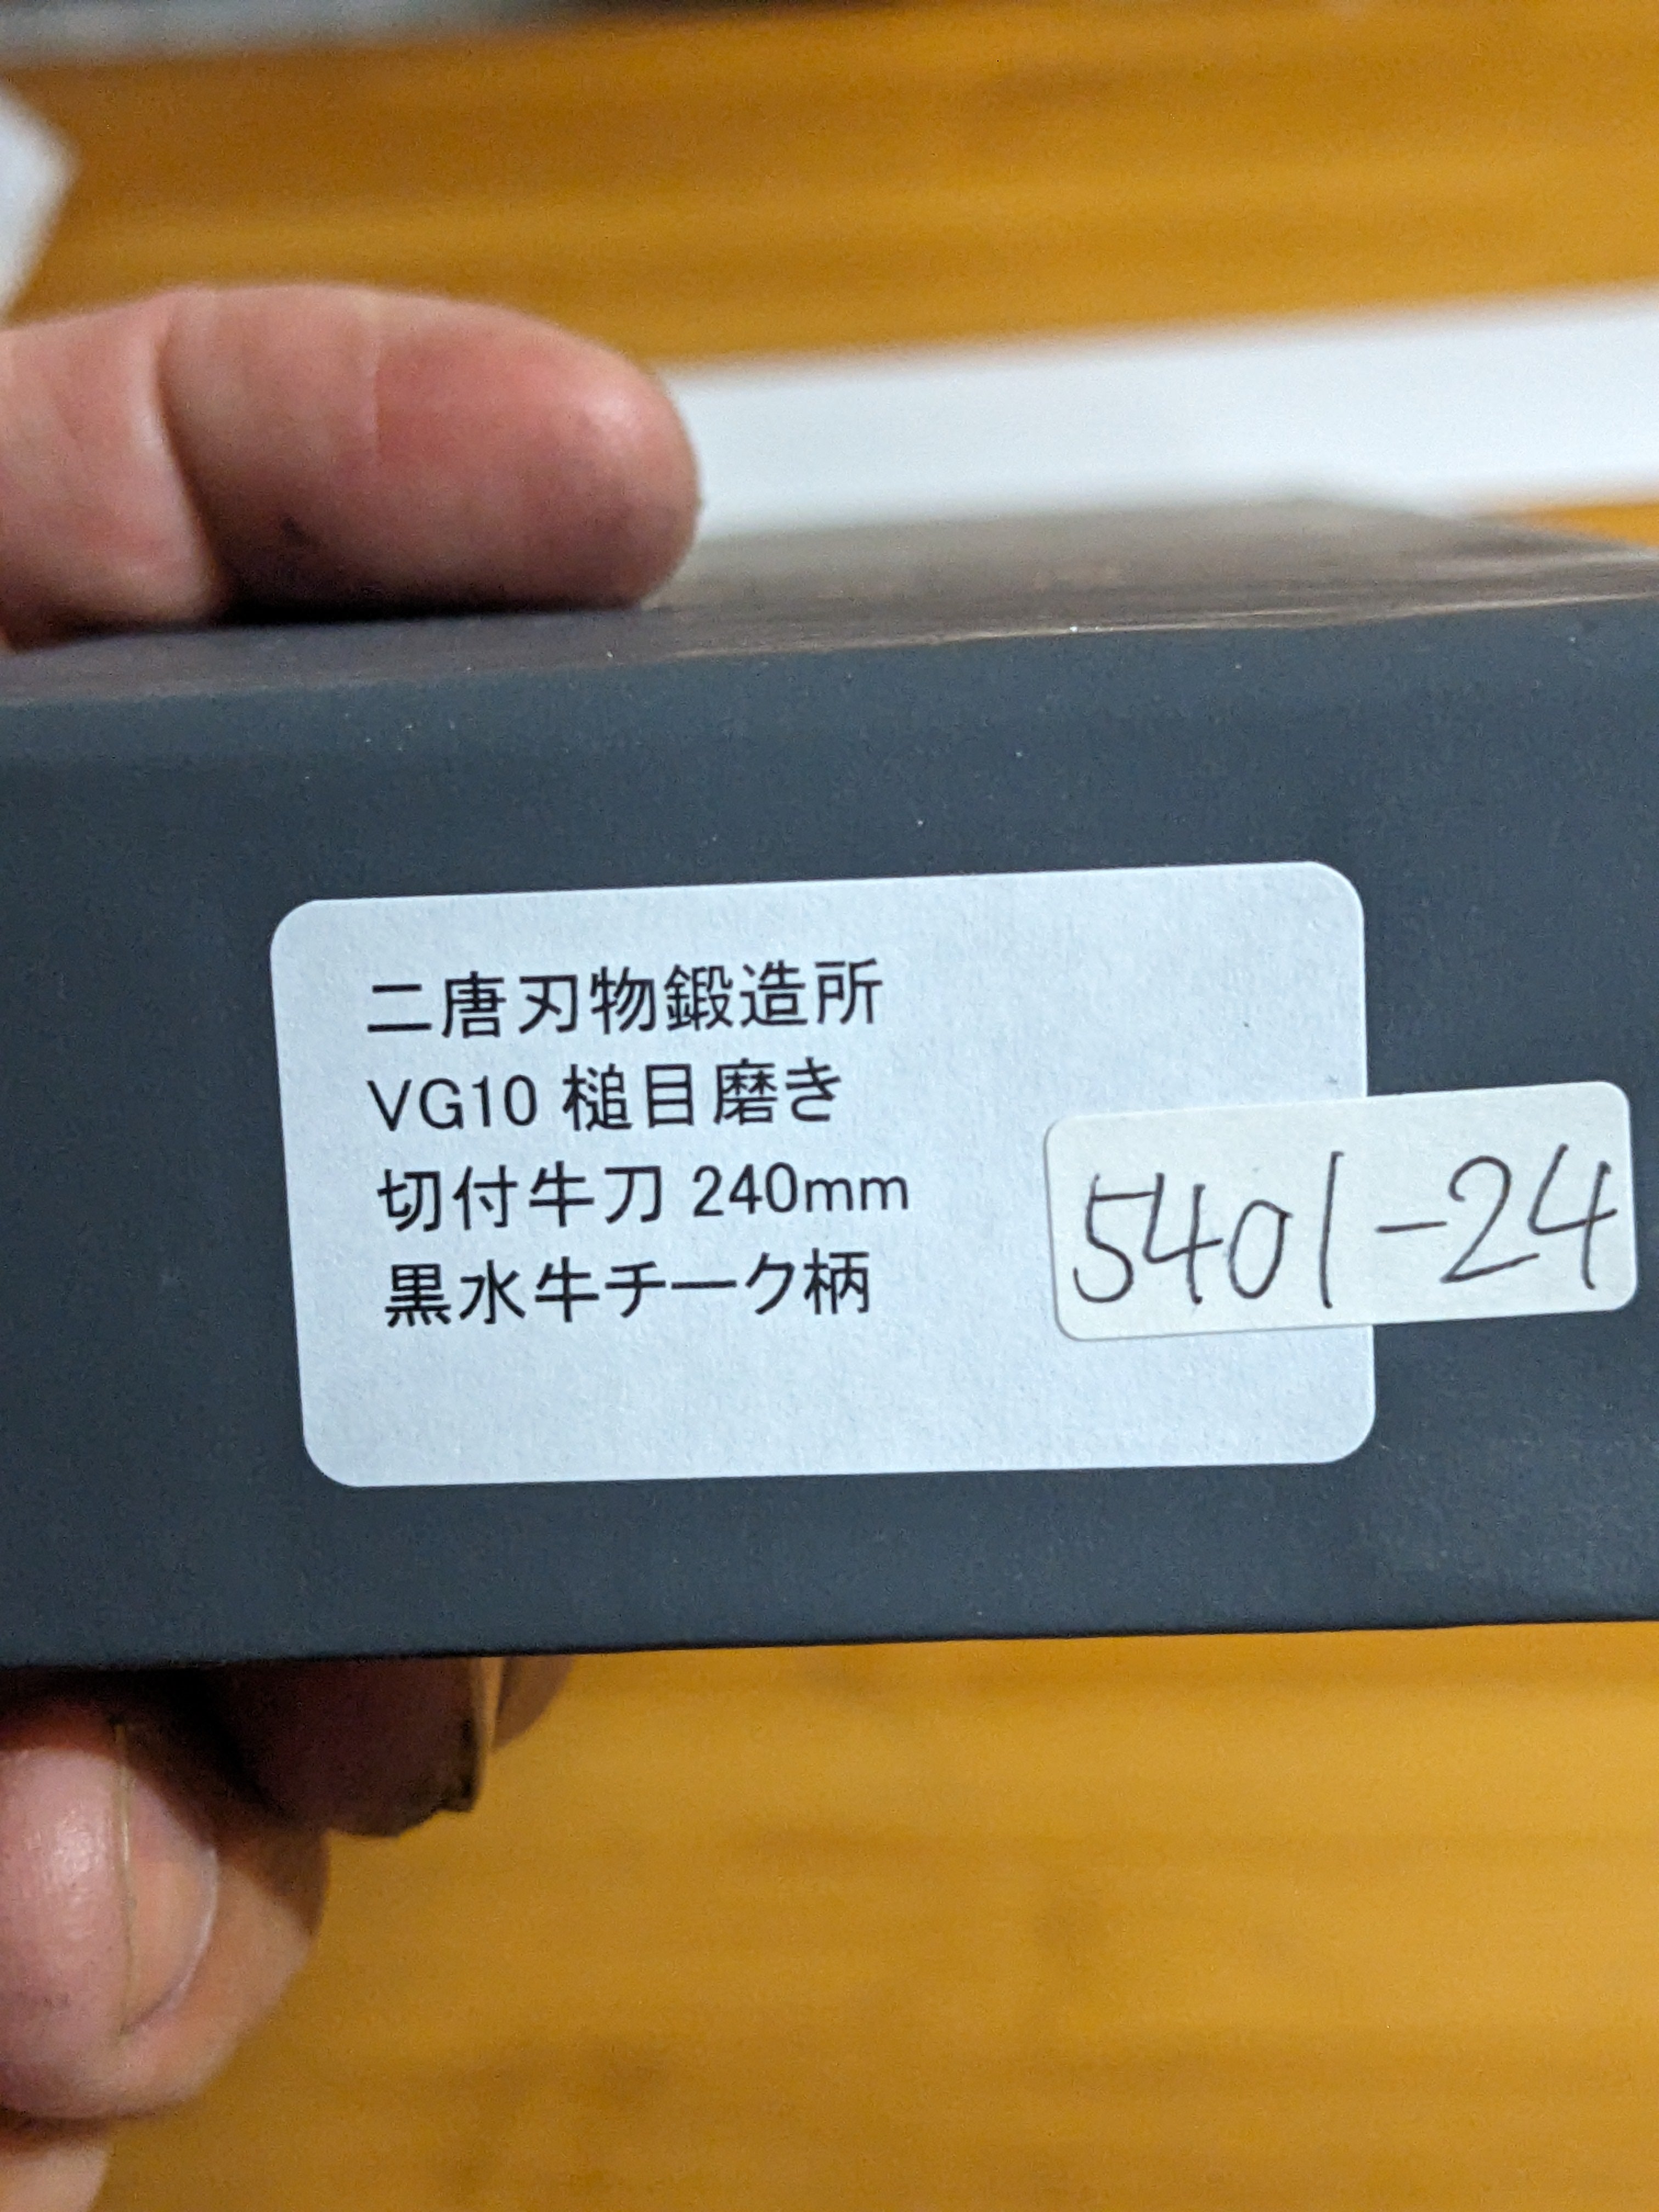 二唐刃物鍛造所
VG10 槌目磨き
切付牛刀 240mm
黒水牛チーク柄
5401-24